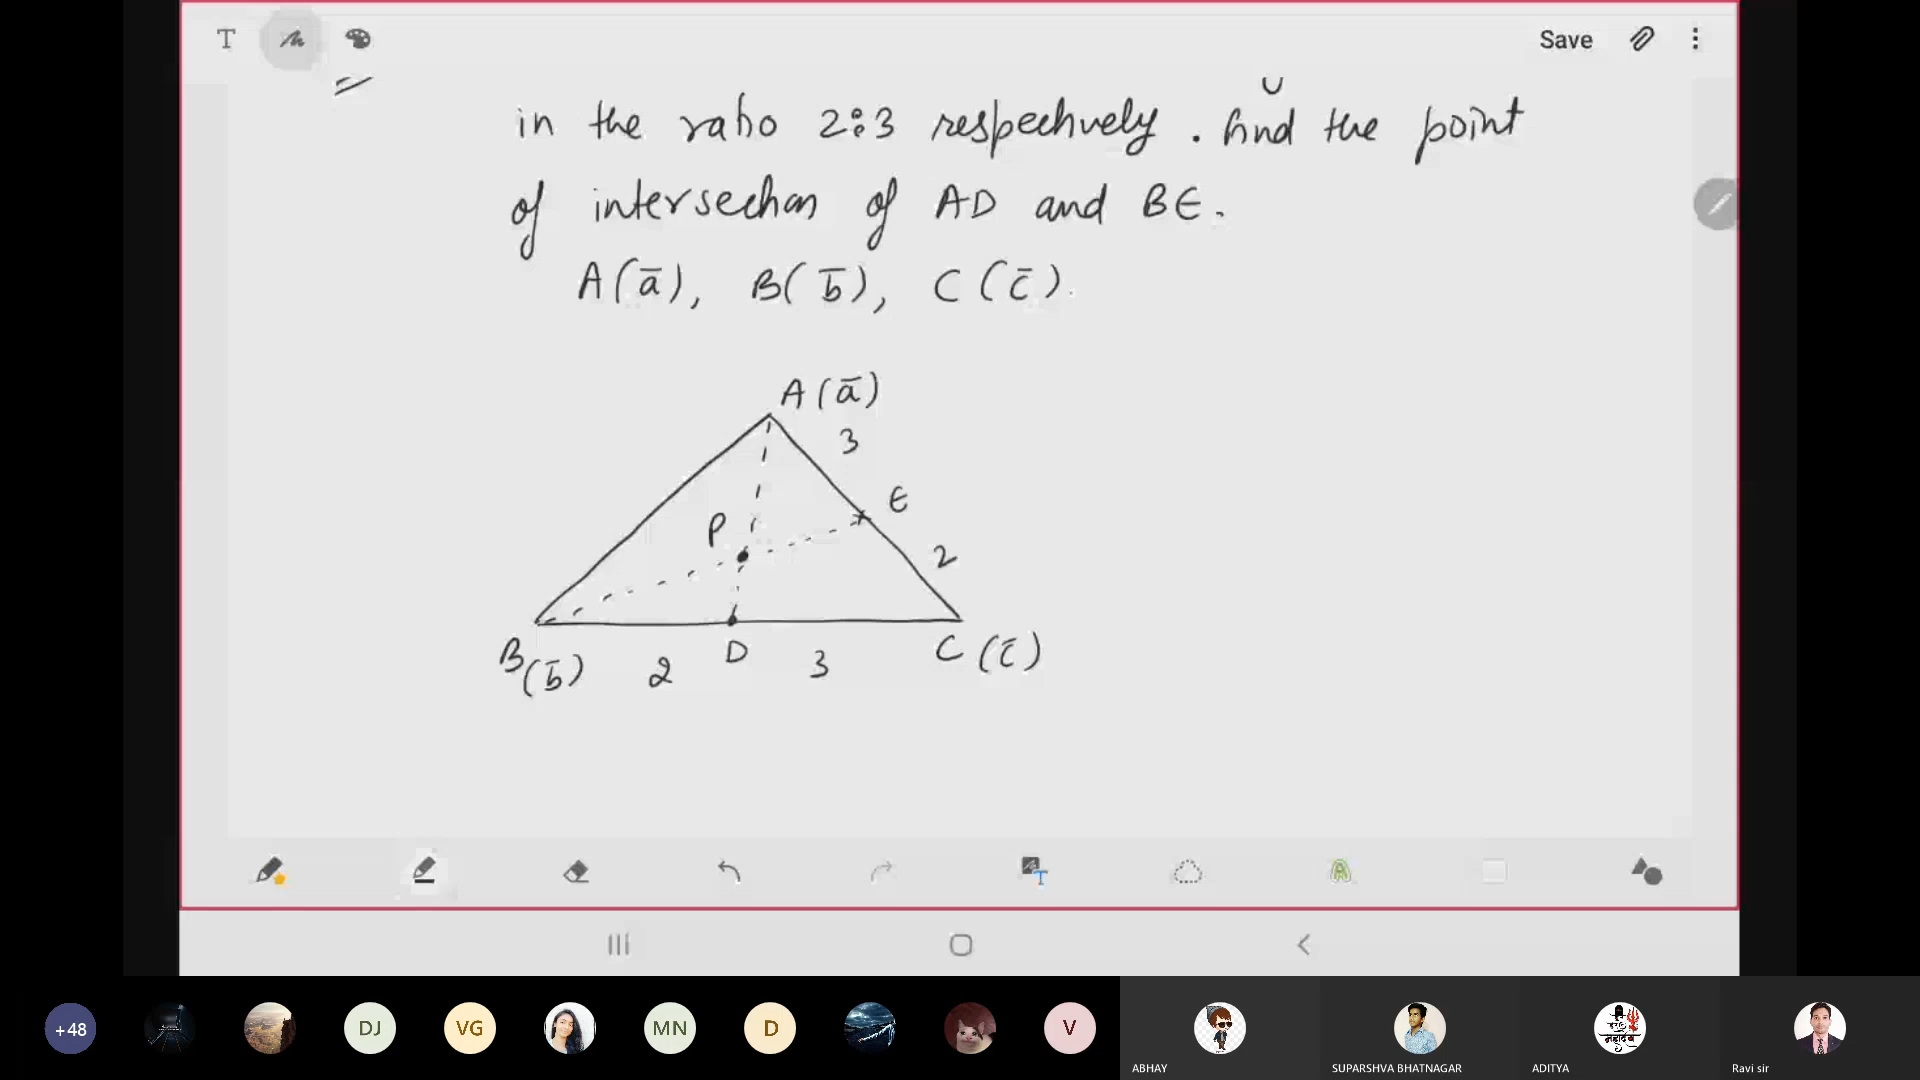 T
Save
in the ratio 2:3 respectively. find the point
of intersection of AD and BE.
A(a̅), B(b̅), C(c̅).
A(a̅)
3
E
P
2
B(b̅) 2 D 3 C(c̅)
T
A
+48 DJ VG MN D V
ABHAY SUPARSHVA BHATNAGAR ADITYA Ravi sir